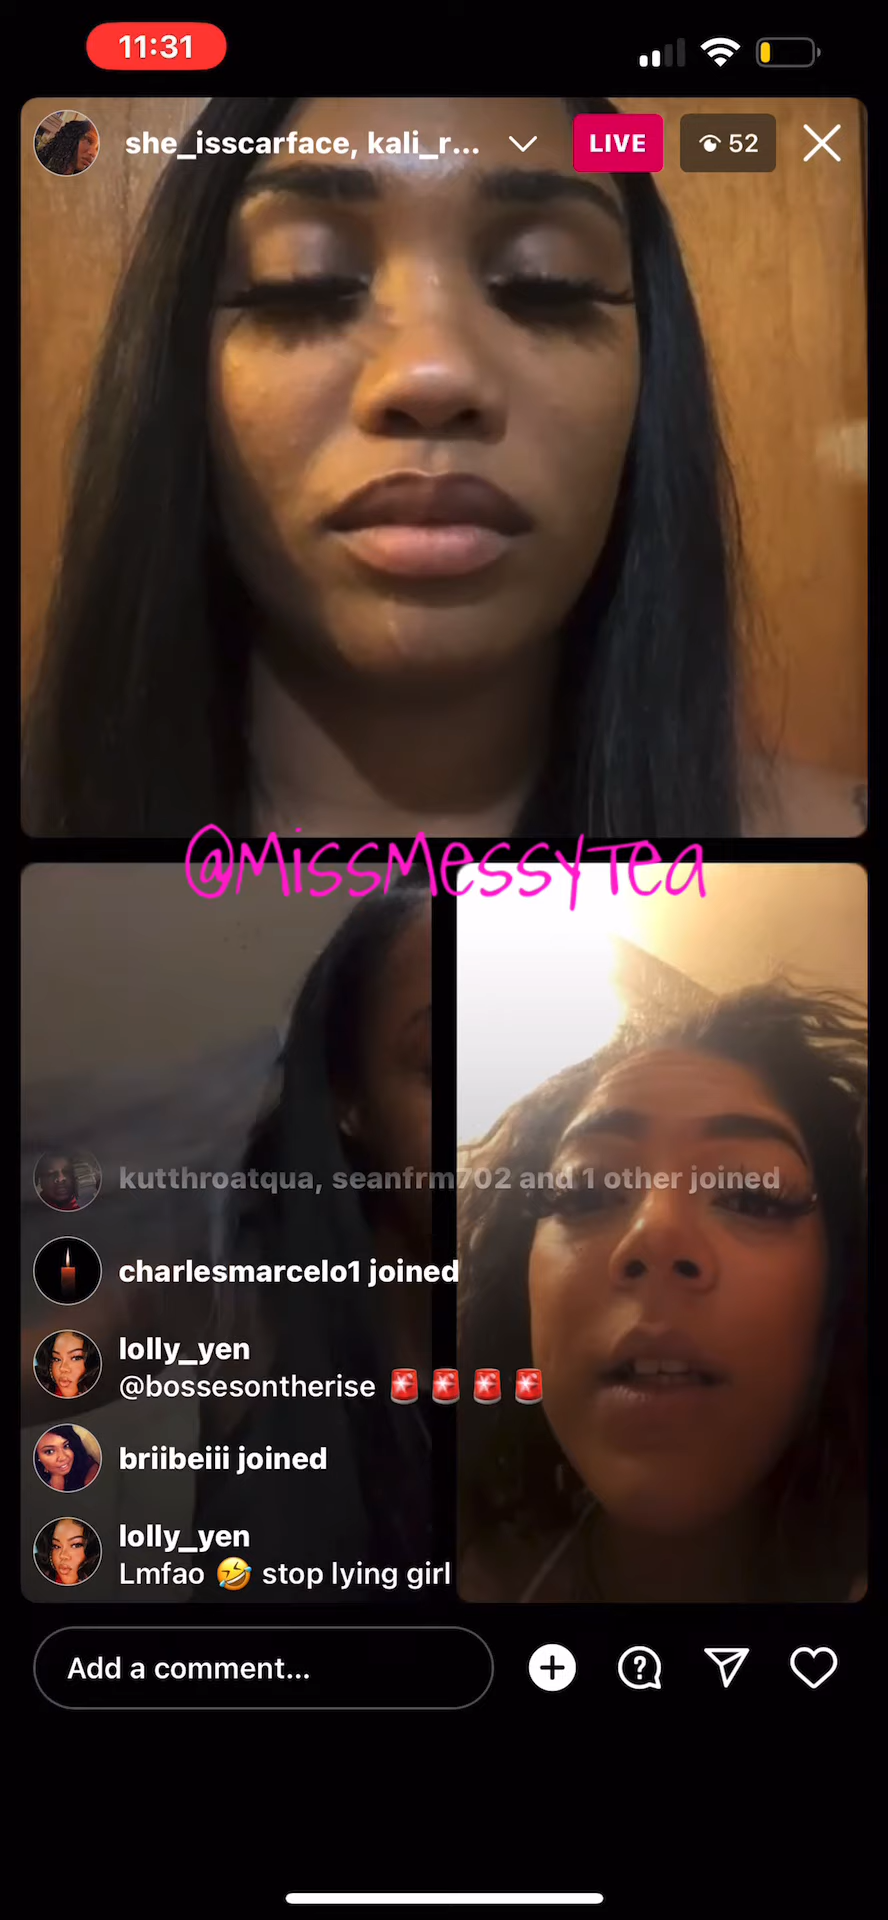 11:31
she_isscarface, kali_r...
LIVE
52
@MissMessyTea
kutthroatqua, seanfrm702 and 1 other joined
charlesmarcelo1 joined
lolly_yen
@bossesontherise 🚨 🚨 🚨 🚨
briibeiii joined
lolly_yen
Lmfao 🤣 stop lying girl
Add a comment...